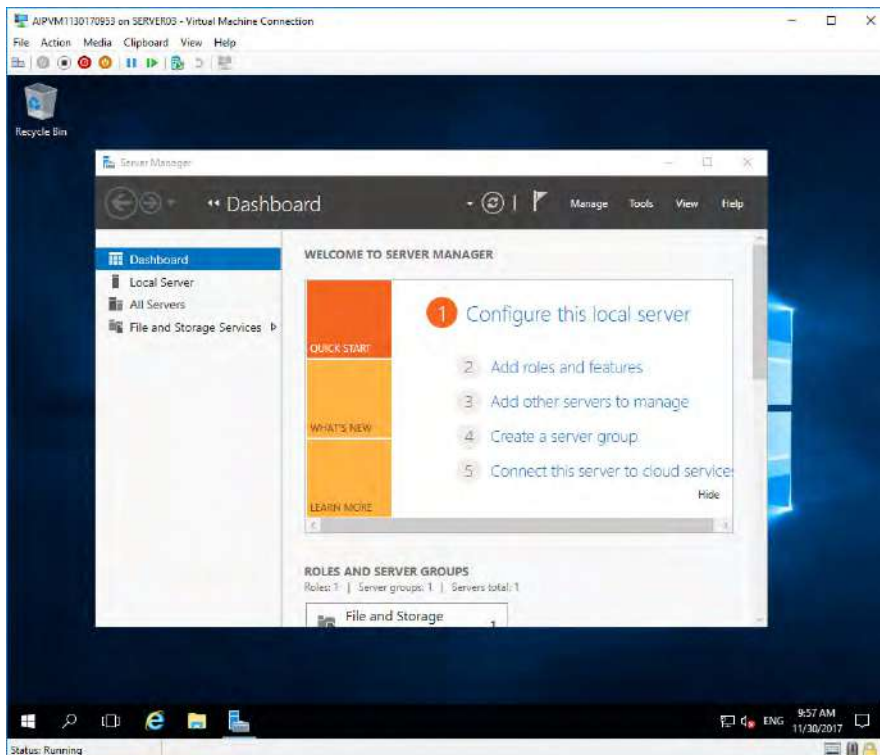 AIPVM1130170953 on SERVER03 - Virtual Machine Connection
File Action Media Clipboard View Help
Recycle Bin
Server Manager
Dashboard
Manage Tools View Help
Dashboard
Local Server
All Servers
File and Storage Services
WELCOME TO SERVER MANAGER
QUICK START
WHAT'S NEW
LEARN MORE
1 Configure this local server
2 Add roles and features
3 Add other servers to manage
4 Create a server group
5 Connect this server to cloud services
Hide
ROLES AND SERVER GROUPS
Roles: 1 | Server groups: 1 | Servers total: 1
File and Storage
1
ENG
9:57 AM
11/30/2017
Status: Running